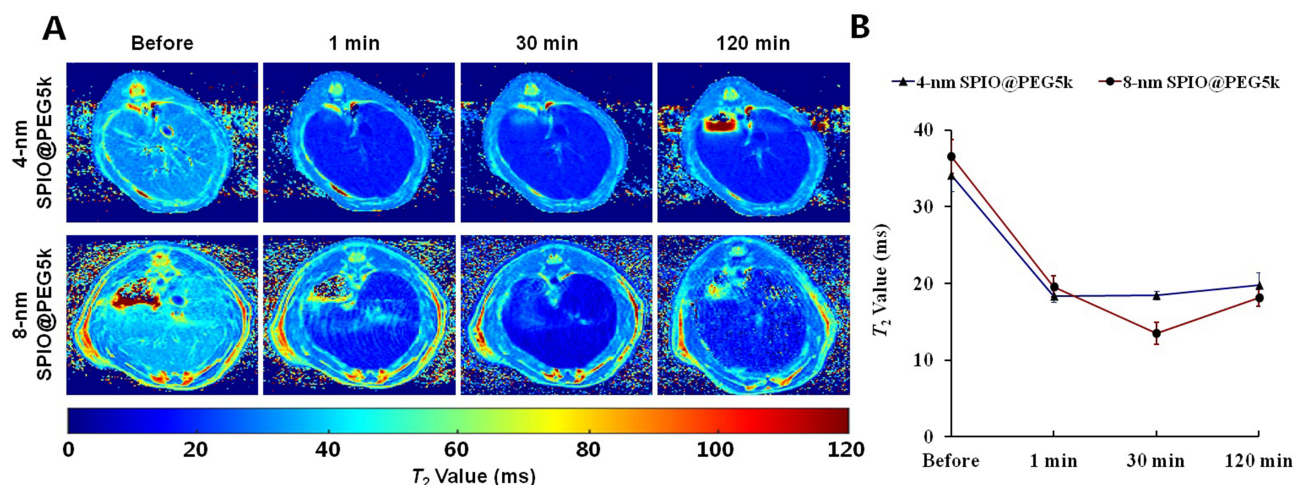 A
Before 1 min 30 min 120 min
4-nm
SPIO@PEG5k
8-nm
SPIO@PEG5k
0 20 40 60 80 100 120
T₂ Value (ms)
B
4-nm SPIO@PEG5k 8-nm SPIO@PEG5k
T₂ Value (ms)
40
30
20
10
0
Before 1 min 30 min 120 min